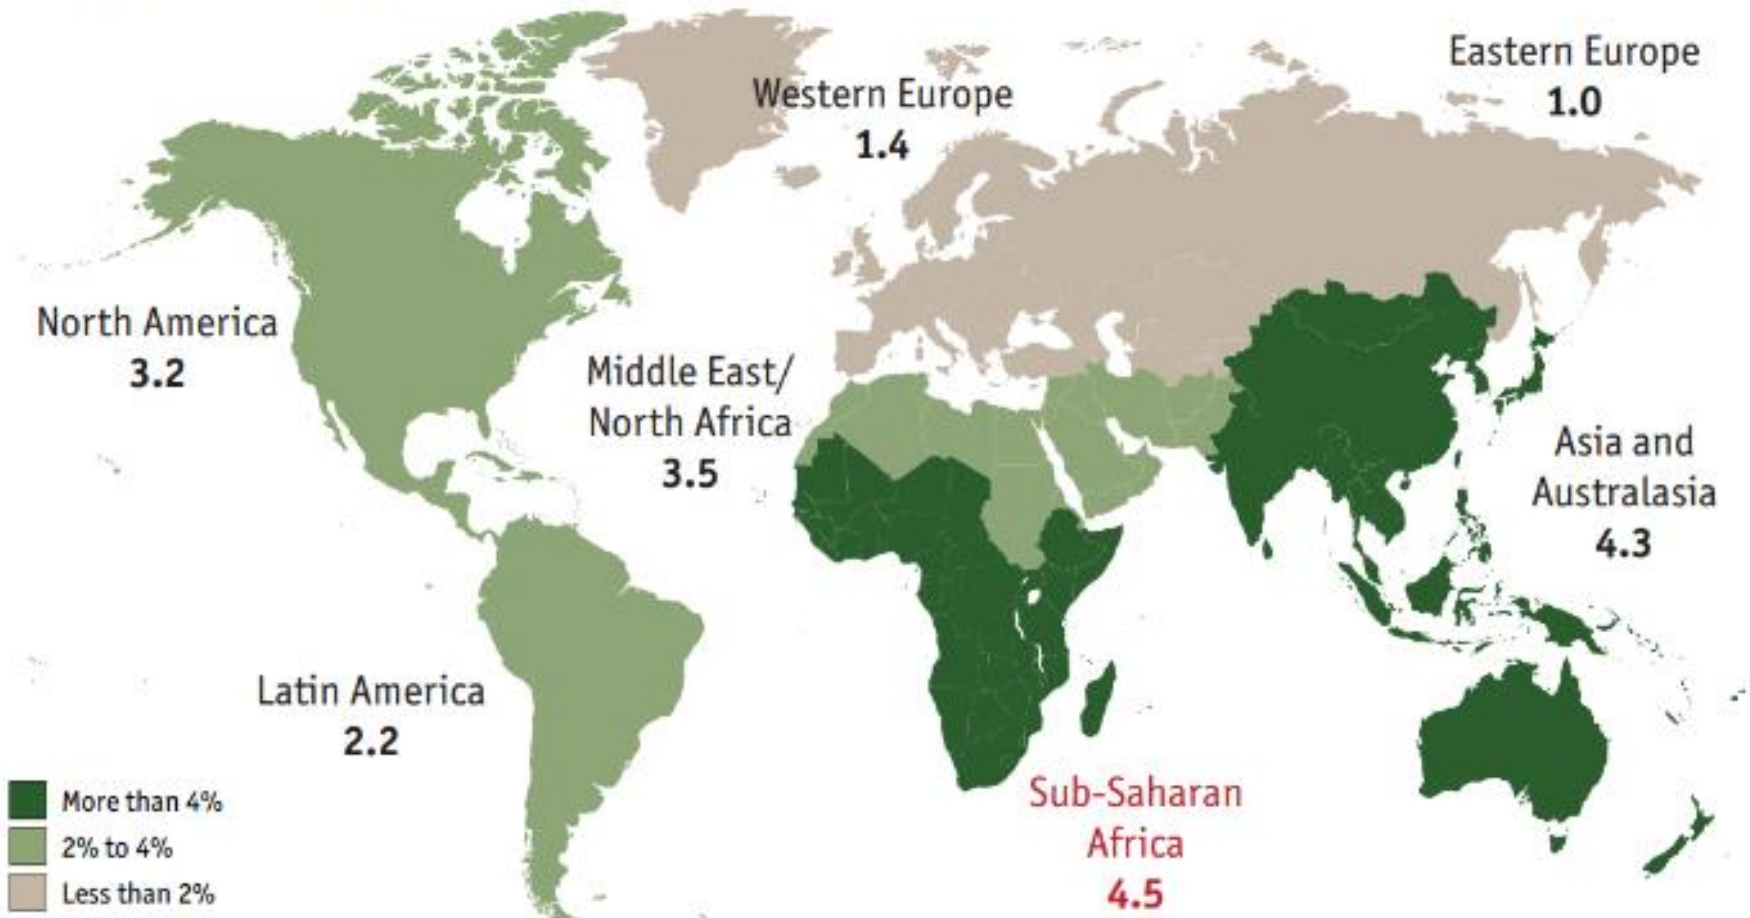 Western Europe
1.4
Eastern Europe
1.0
North America
3.2
Middle East/
North Africa
3.5
Asia and
Australasia
4.3
Latin America
2.2
Sub-Saharan
Africa
4.5
More than 4%
2% to 4%
Less than 2%